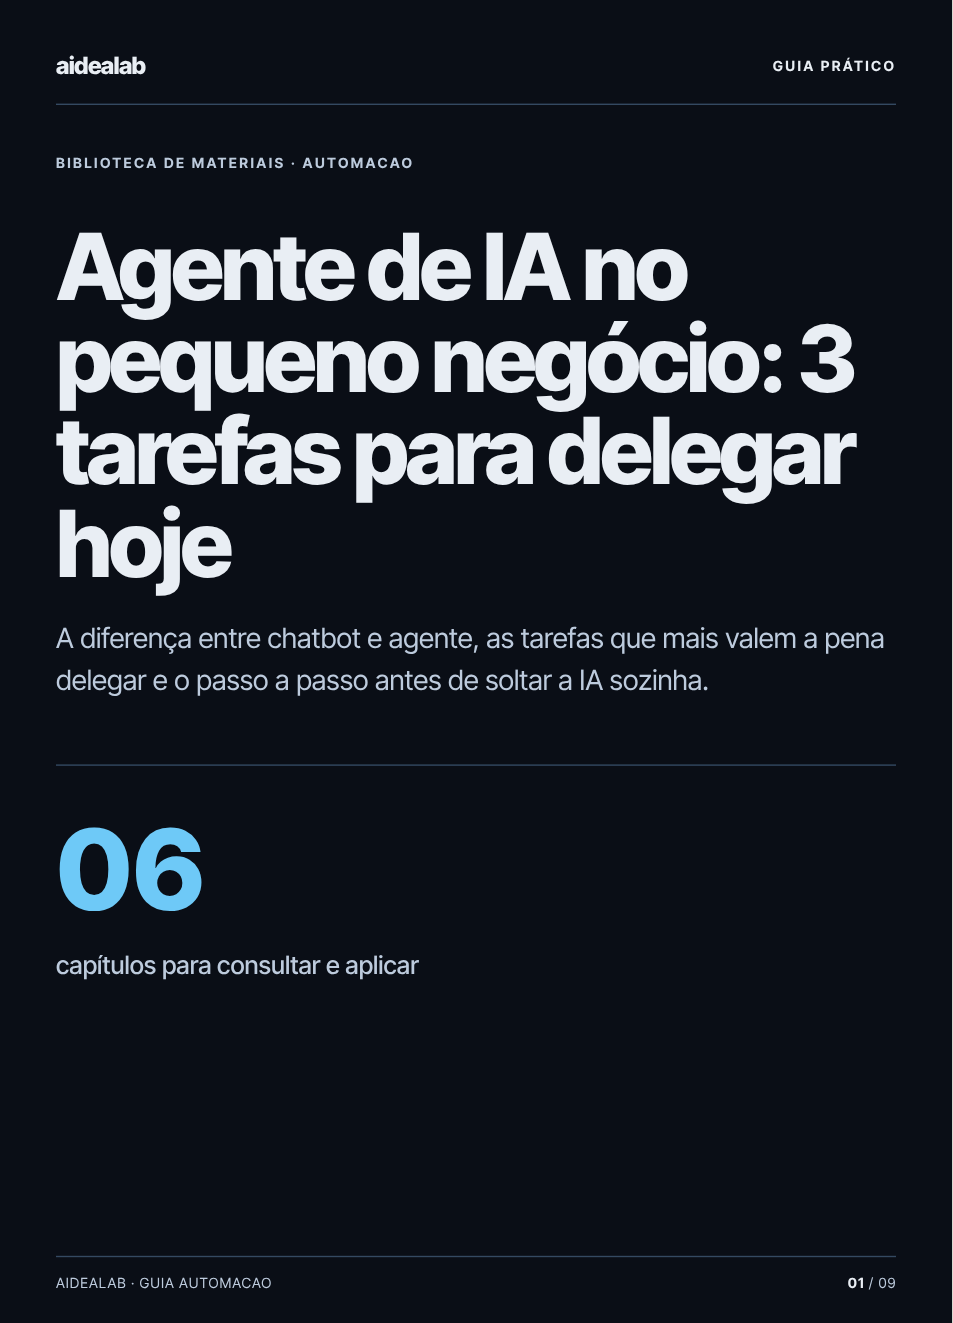 aidealab
GUIA PRÁTICO
BIBLIOTECA DE MATERIAIS · AUTOMACAO
Agente de IA no
pequeno negócio: 3
tarefas para delegar
hoje
A diferença entre chatbot e agente, as tarefas que mais valem a pena
delegar e o passo a passo antes de soltar a IA sozinha.
06
capítulos para consultar e aplicar
AIDEALAB · GUIA AUTOMACAO
01 / 09